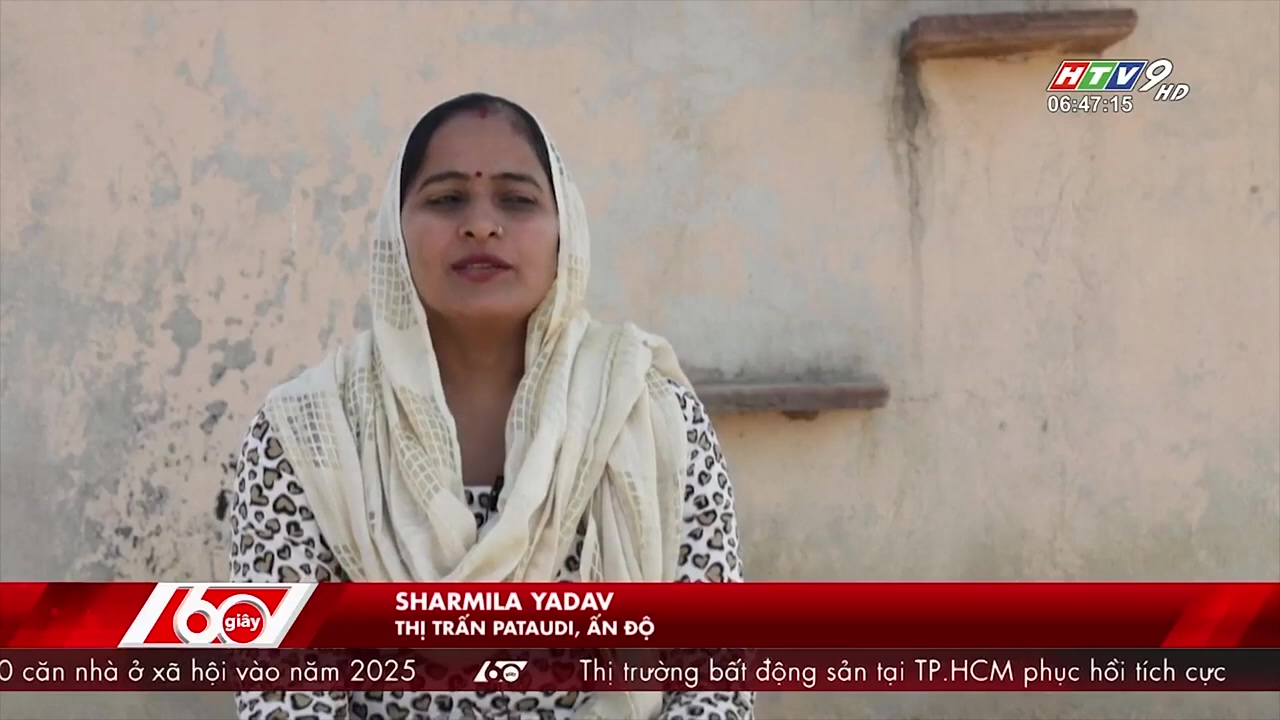 HTV9 HD
06:47:15
SHARMILA YADAV
60 giây
THỊ TRẤN PATAUDI, ẤN ĐỘ
0 căn nhà ở xã hội vào năm 2025 60 giây Thị trường bất động sản tại TP.HCM phục hồi tích cực